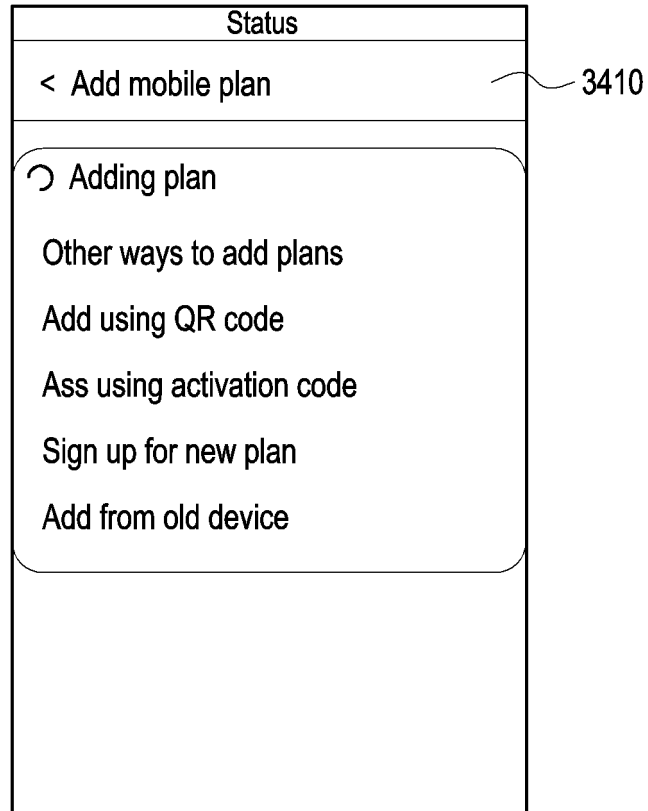 Status
< Add mobile plan
3410
Adding plan
Other ways to add plans
Add using QR code
Ass using activation code
Sign up for new plan
Add from old device